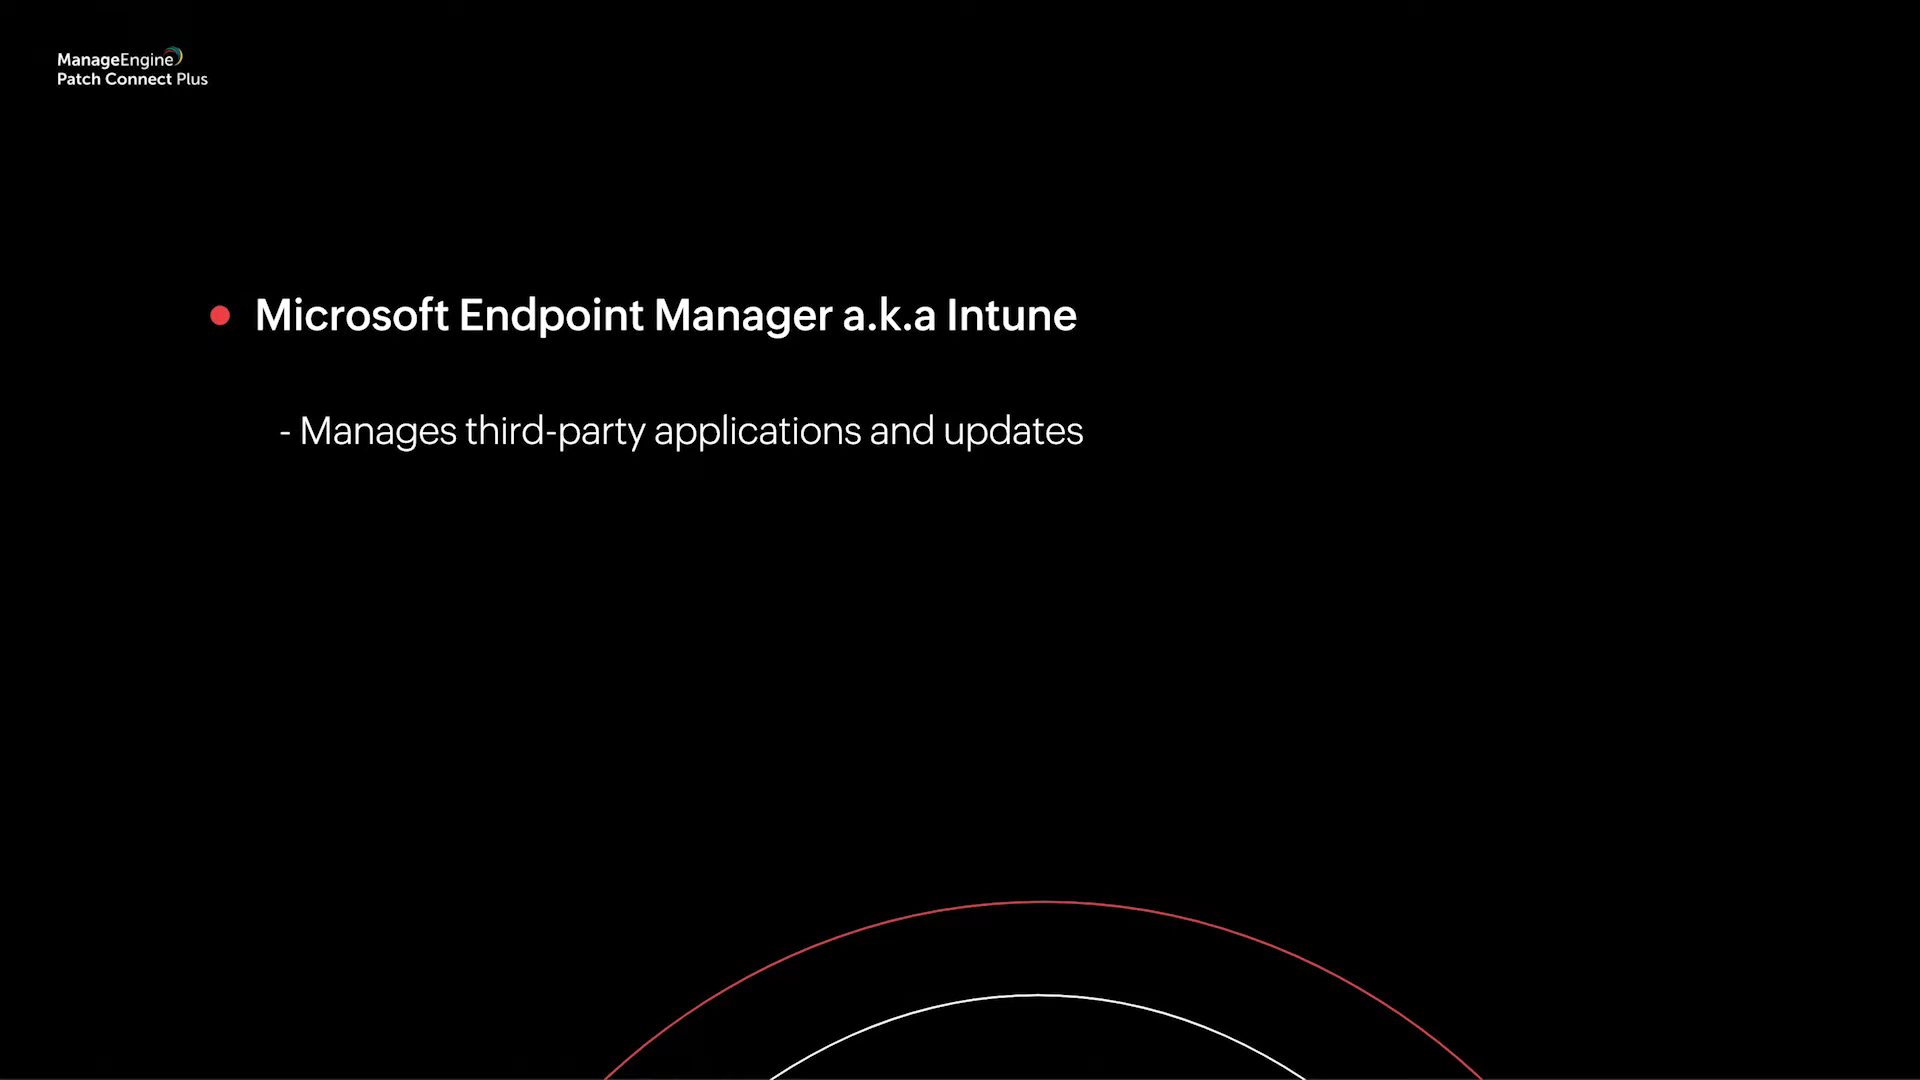 ManageEngine
Patch Connect Plus
Microsoft Endpoint Manager a.k.a Intune
- Manages third-party applications and updates